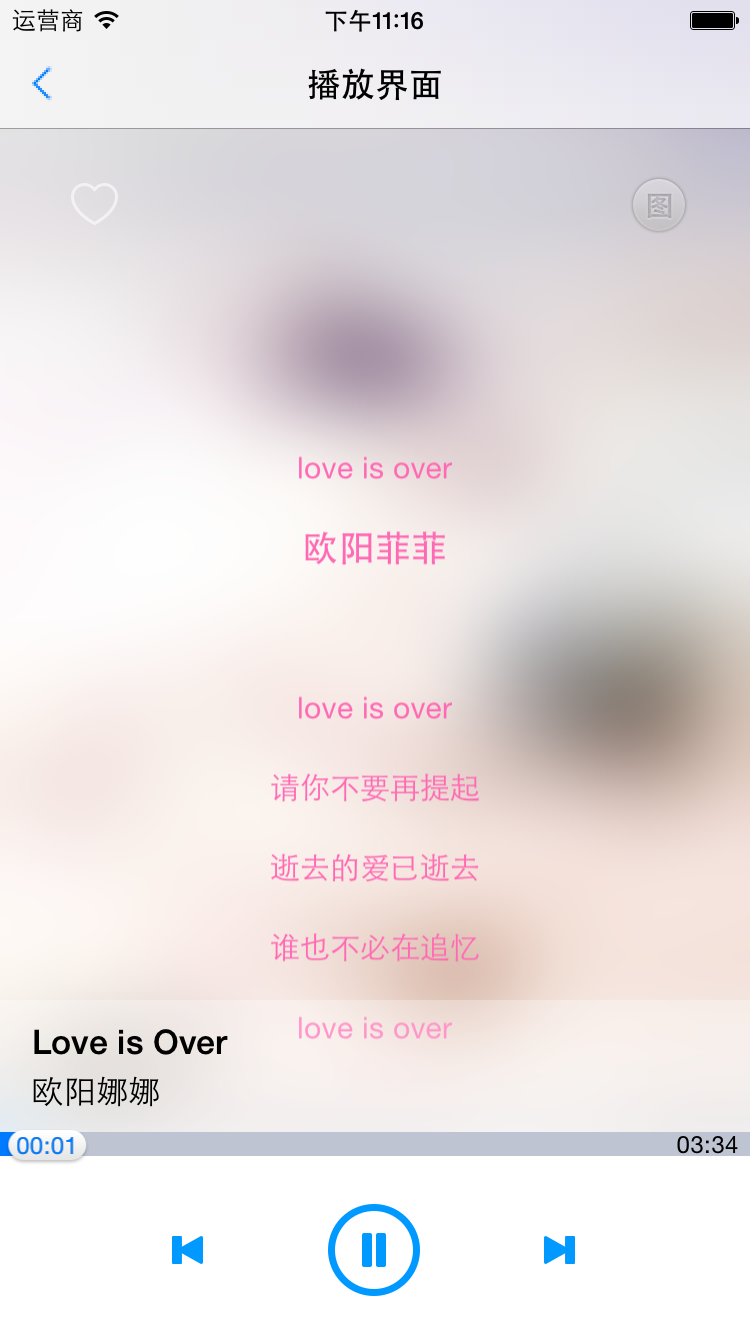 运营商 下午11:16
播放界面
图
love is over
欧阳菲菲
love is over
请你不要再提起
逝去的爱已逝去
谁也不必在追忆
love is over
Love is Over
欧阳娜娜
00:01 03:34